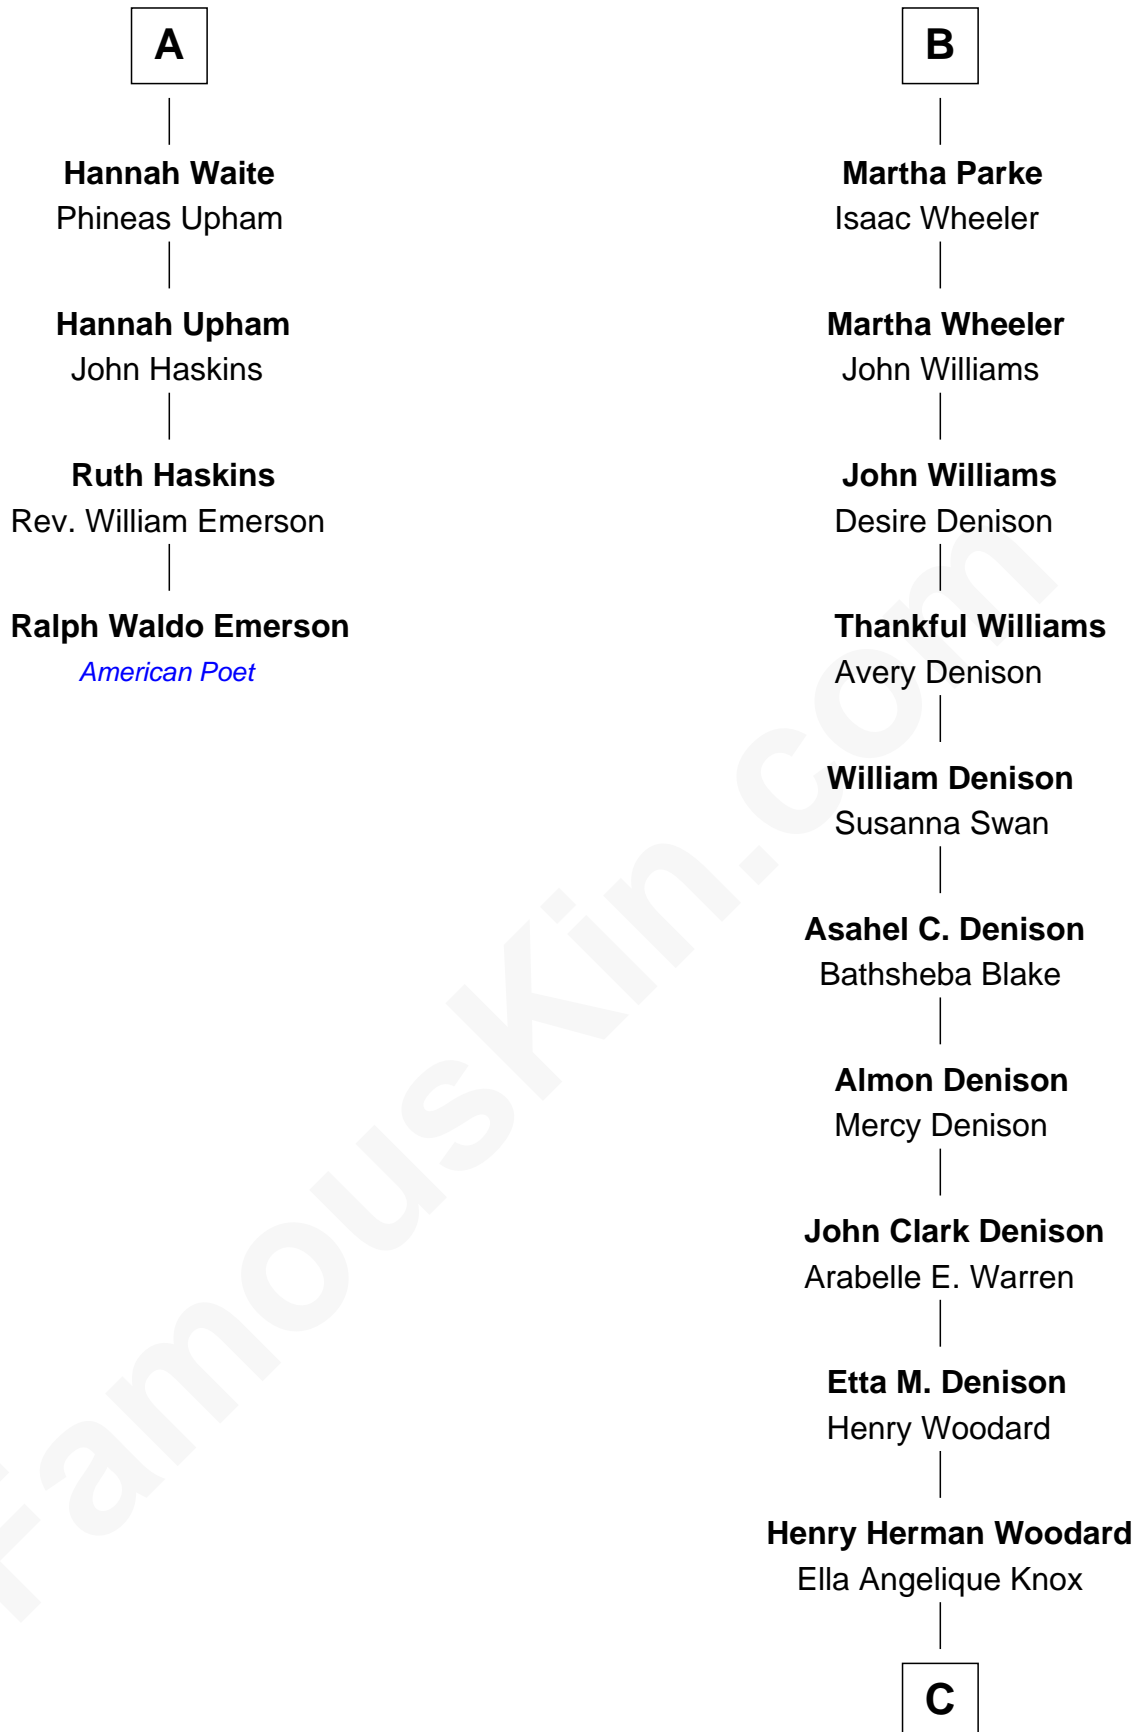 A
Hannah Waite
Phineas Upham
Hannah Upham
John Haskins
Ruth Haskins
Rev. William Emerson
Ralph Waldo Emerson
American Poet
B
Martha Parke
Isaac Wheeler
Martha Wheeler
John Williams
John Williams
Desire Denison
Thankful Williams
Avery Denison
William Denison
Susanna Swan
Asahel C. Denison
Bathsheba Blake
Almon Denison
Mercy Denison
John Clark Denison
Arabelle E. Warren
Etta M. Denison
Henry Woodard
Henry Herman Woodard
Ella Angelique Knox
C
FamousKin.com